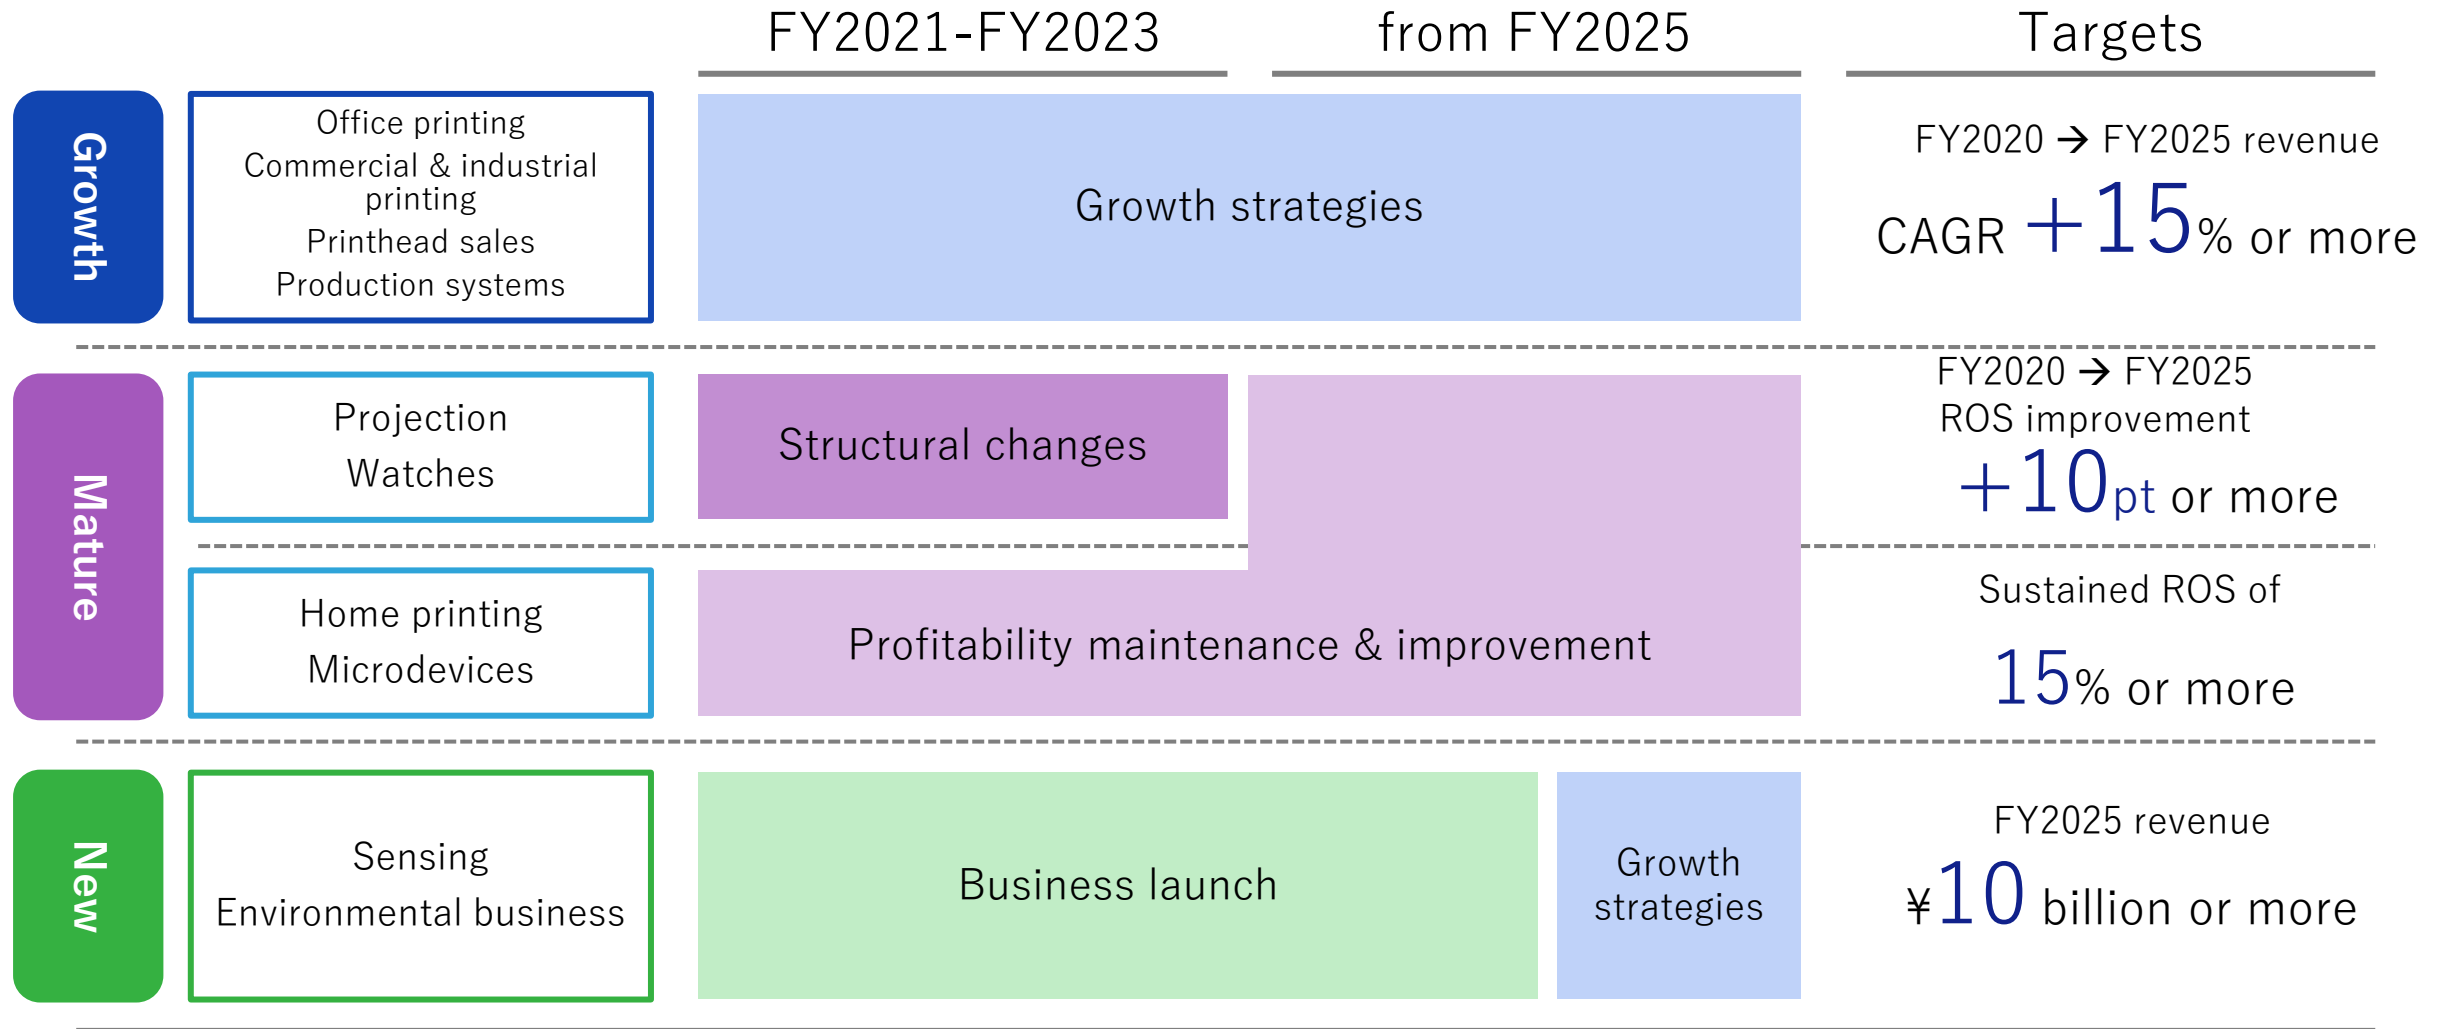 FY2021-FY2023
from FY2025
Targets
Growth
Office printing
Commercial & industrial
printing
Printhead sales
Production systems
Growth strategies
FY2020 → FY2025 revenue
CAGR +15% or more
Mature
Projection
Watches
Structural changes
FY2020 → FY2025
ROS improvement
+10pt or more
Home printing
Microdevices
Profitability maintenance & improvement
Sustained ROS of
15% or more
New
Sensing
Environmental business
Business launch
Growth
strategies
FY2025 revenue
¥10 billion or more